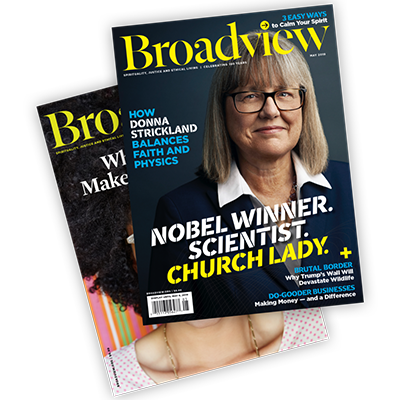 3 EASY WAYS
to Calm Your Spirit
Broadview
SPIRITUALITY, JUSTICE AND ETHICAL LIVING | CELEBRATING 190 YEARS
MAY 2019
HOW
DONNA
STRICKLAND
BALANCES
FAITH AND
PHYSICS
NOBEL WINNER.
SCIENTIST.
CHURCH LADY. +
BRUTAL BORDER
Why Trump's Wall Will
Devastate Wildlife
DO-GOODER BUSINESSES
Making Money — and a Difference
Broadv
SPIRITUALITY, JUSTICE AND ETHICAL LIVING
Wh
Make